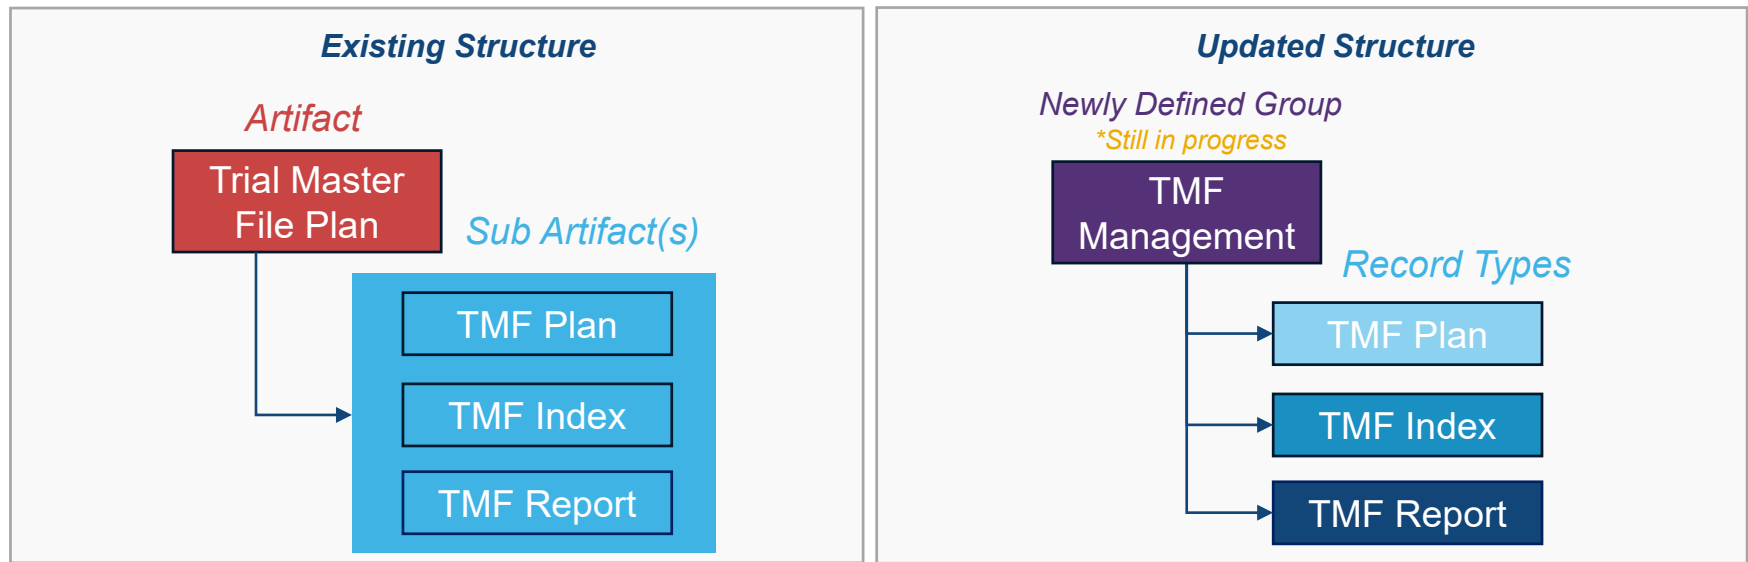 Existing Structure
Artifact
Trial Master
File Plan
Sub Artifact(s)
TMF Plan
TMF Index
TMF Report
Updated Structure
Newly Defined Group
*Still in progress
TMF
Management
Record Types
TMF Plan
TMF Index
TMF Report